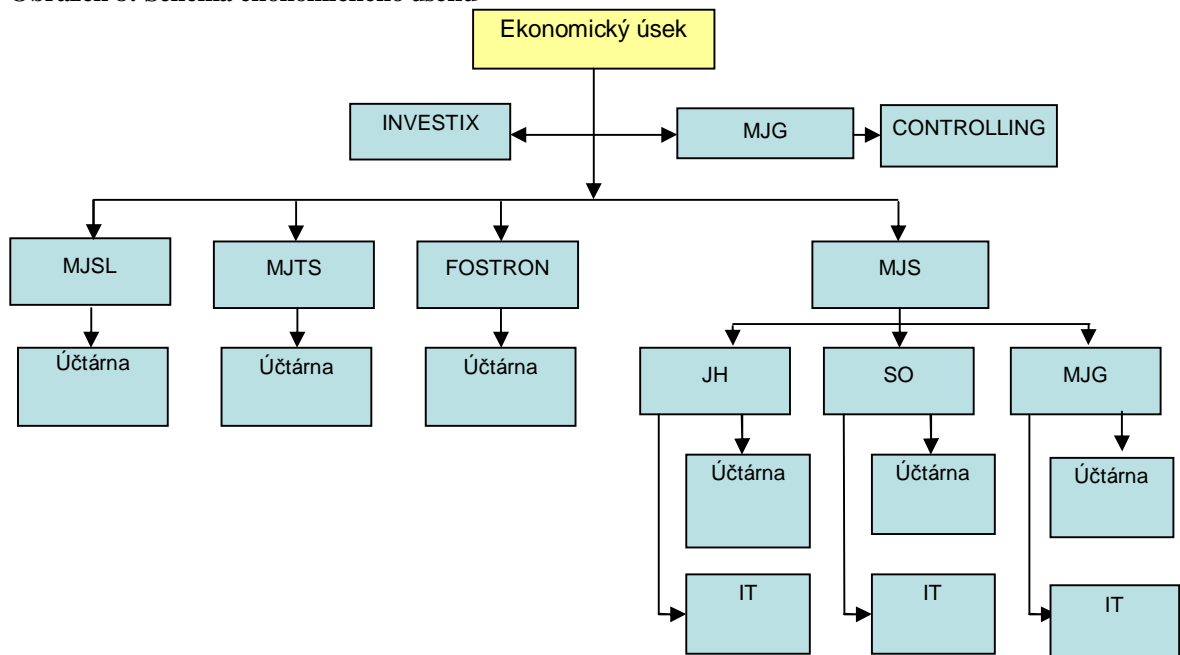 Ekonomický úsek
INVESTIX
MJG
CONTROLLING
MJSL
MJTS
FOSTRON
MJS
Účtárna
Účtárna
Účtárna
JH
SO
MJG
Účtárna
Účtárna
Účtárna
IT
IT
IT